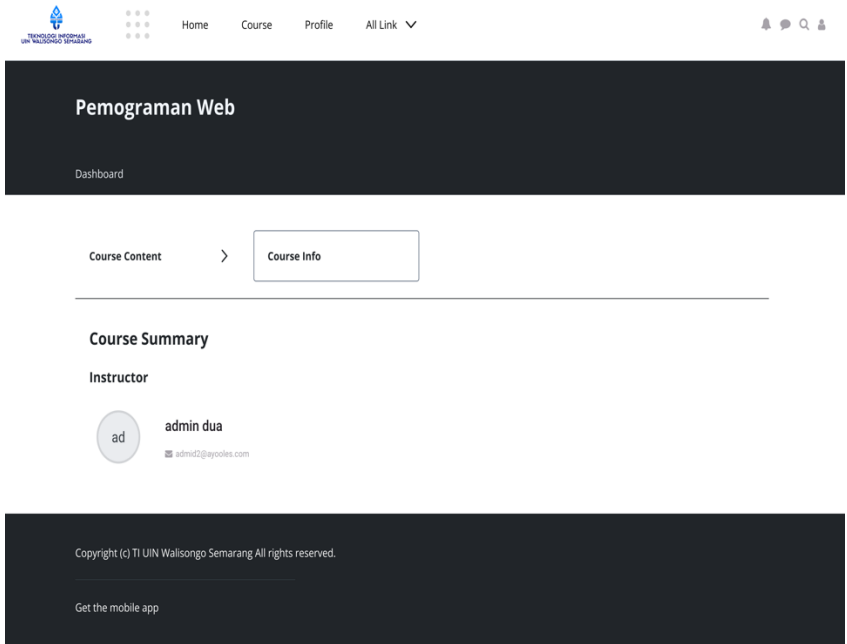 TEKNOLOGI INFORMASI
UIN WALISONGO SEMARANG
Home Course Profile All Link
Pemograman Web
Dashboard
Course Content
Course Info
Course Summary
Instructor
ad
admin dua
admid2@ayooles.com
Copyright (c) TI UIN Walisongo Semarang All rights reserved.
Get the mobile app